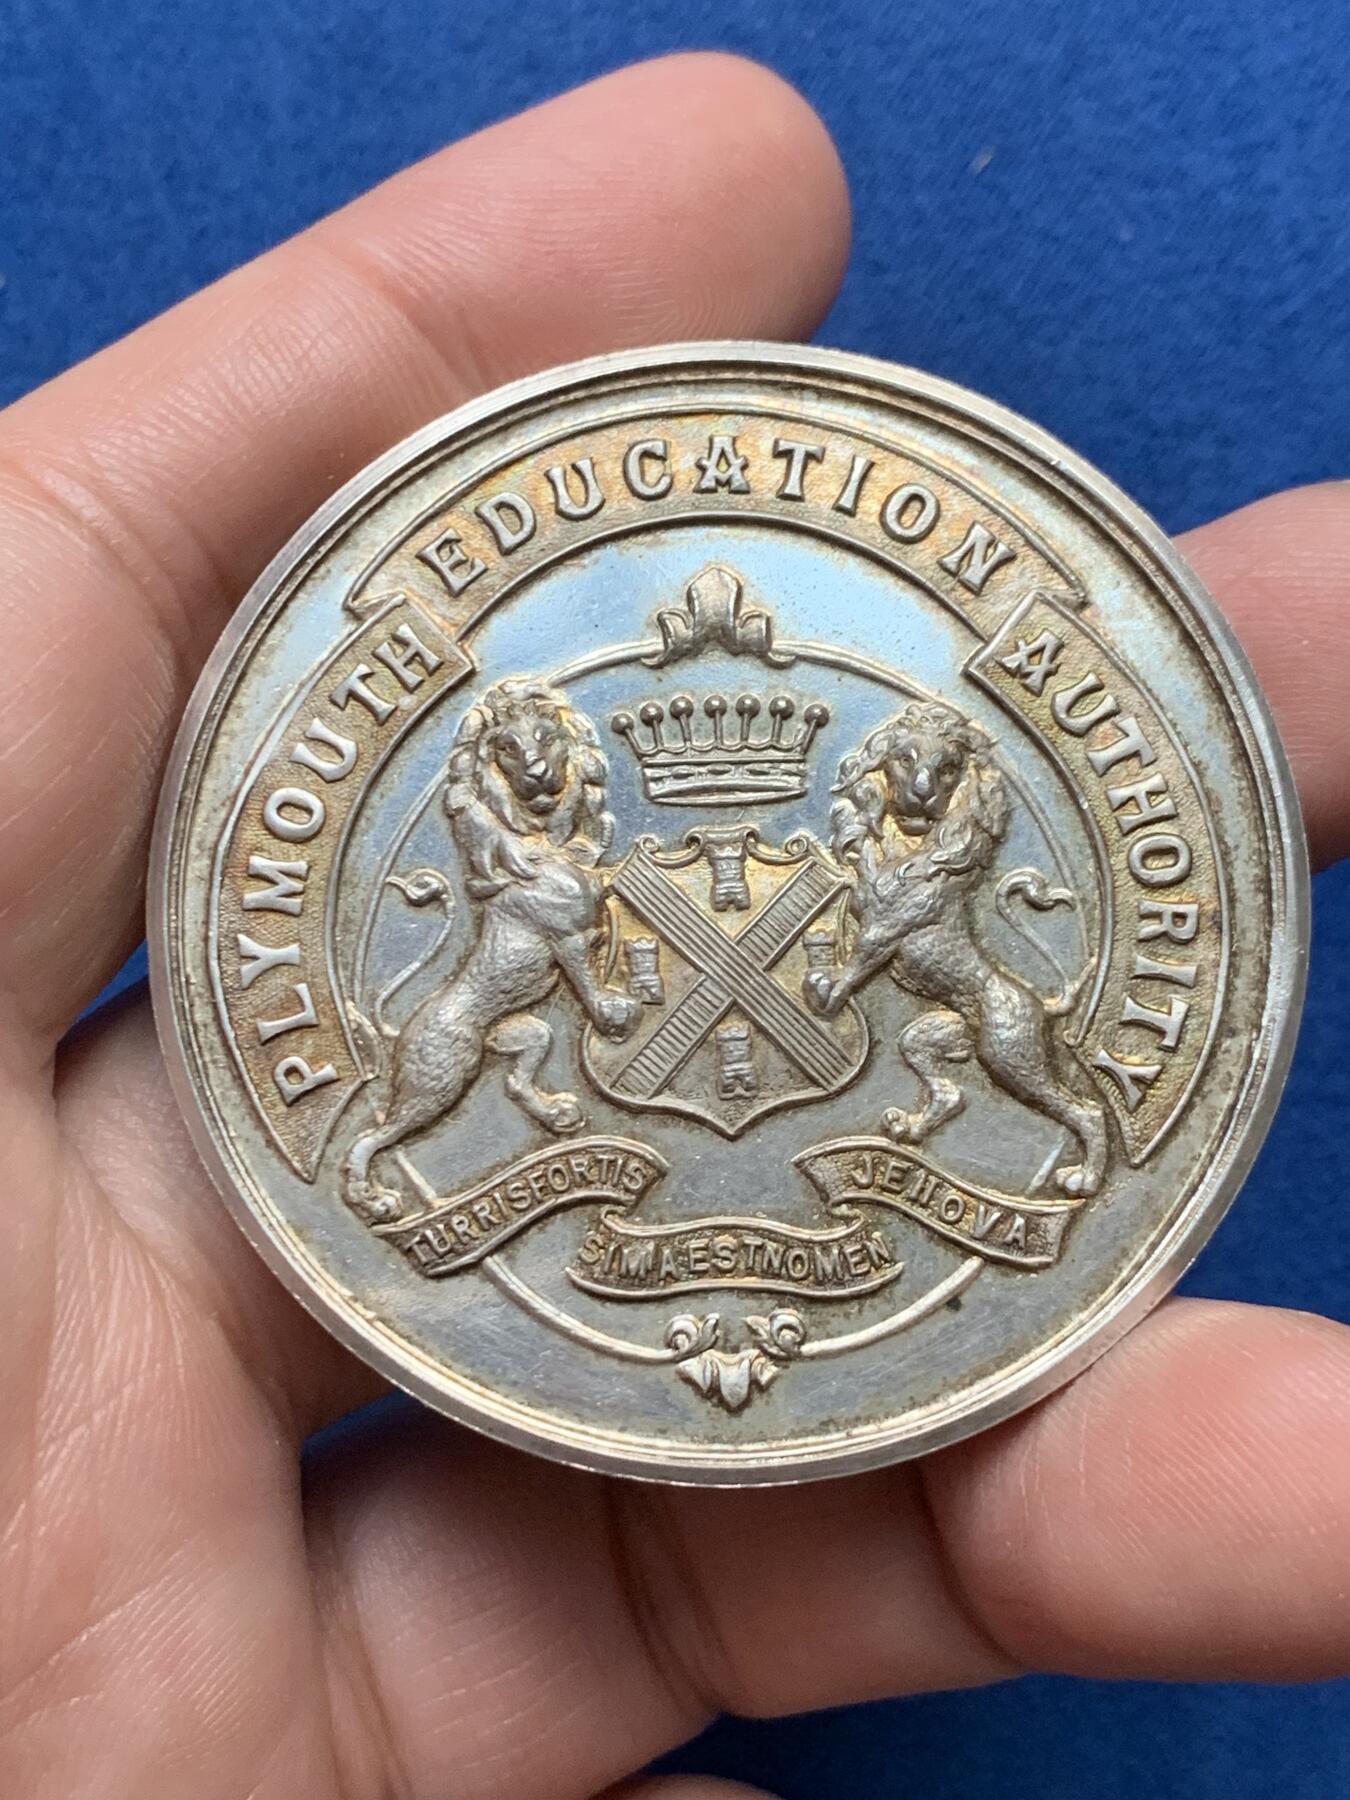 PLYMOUTH EDUCATION AUTHORITY
TURRISFORTIS
SIMAESTNOMEN
JEHOVA